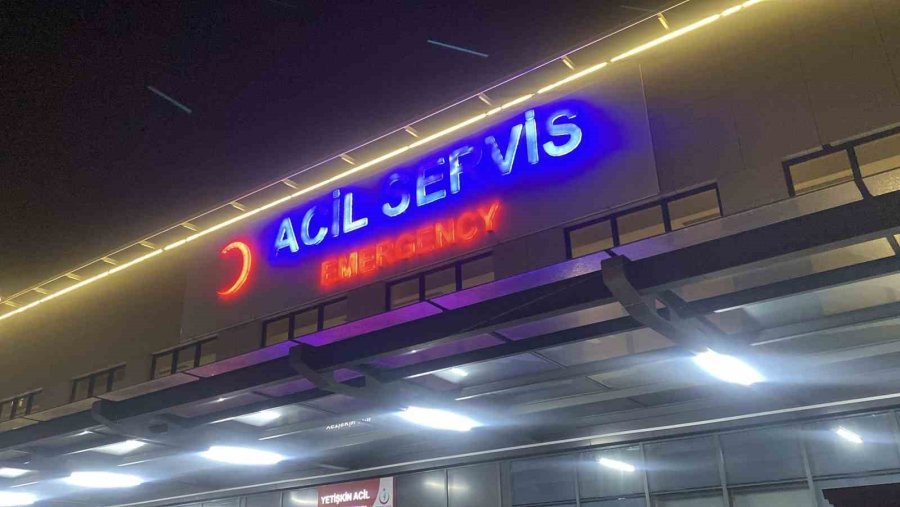 ACİL SERVİS
EMERGENCY
YETİŞKİN ACİL